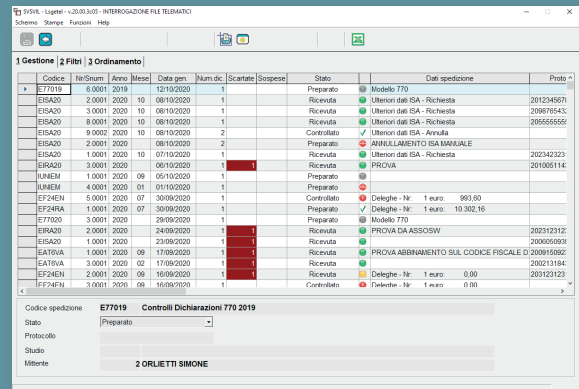 SVSVIL - Lsgetel - v.20.00.3c05 - INTERROGAZIONE FILE TELEMATICI
Schermo Stampe Funzioni Help
1 Gestione 2 Filtri 3 Ordinamento
Codice Nr/Snum Anno Mese Data gen. Num.dic. Scartate Sospese Stato Dati spedizione Proto
E77019 6.0001 2019 12/10/2020 1 Preparato Modello 770
EISA20 3.0001 2020 10 08/10/2020 1 Ricevuta Ulteriori dati ISA - Richiesta
EISA20 2.0001 2020 10 08/10/2020 1 Ricevuta Ulteriori dati ISA - Richiesta
EISA20 8.0001 2020 10 08/10/2020 1 Ricevuta Ulteriori dati ISA - Richiesta
EISA20 9.0002 2020 10 08/10/2020 2 Controllato Ulteriori dati ISA - Annulla
EISA20 2.0001 2020 08/10/2020 2 Preparato ANNULLAMENTO ISA MANUALE
EISA20 1.0001 2020 10 07/10/2020 1 Ricevuta Ulteriori dati ISA - Richiesta
EIRA20 3.0001 2020 06/10/2020 1 1 Ricevuta PROVA
IUNIEM 1.0001 2020 09 05/10/2020 1 Preparato
IUNIEM 4.0001 2020 01 01/10/2020 1 Preparato
EF24EN 5.0001 2020 07 30/09/2020 1 Controllato Deleghe - Nr: 1 euro: 993,60
EF24RA 1.0001 2020 07 30/09/2020 1 Preparato Deleghe - Nr: 1 euro: 10.302,16
E77020 3.0001 2020 29/09/2020 1 Preparato Modello 770
EIRA20 2.0001 2020 24/09/2020 1 1 Ricevuta PROVA DA ASSOSW
EISA20 1.0001 2020 23/09/2020 1 1 Ricevuta
EAT6VA 1.0001 2020 09 17/09/2020 1 1 Ricevuta PROVA ABBINAMENTO SUL CODICE FISCALE D
EAT6VA 3.0001 2020 02 17/09/2020 1 1 Ricevuta
EF24EN 2.0001 2020 09 16/09/2020 1 1 Ricevuta Deleghe - Nr: 1 euro: 0,00
EF24EN 3.0001 2020 09 16/09/2020 1 Controllato Deleghe - Nr: 1 euro: 0,00
Codice spedizione E77019 Controlli Dichiarazioni 770 2019
Stato Preparato
Protocollo
Studio
Mittente 2 ORLIETTI SIMONE